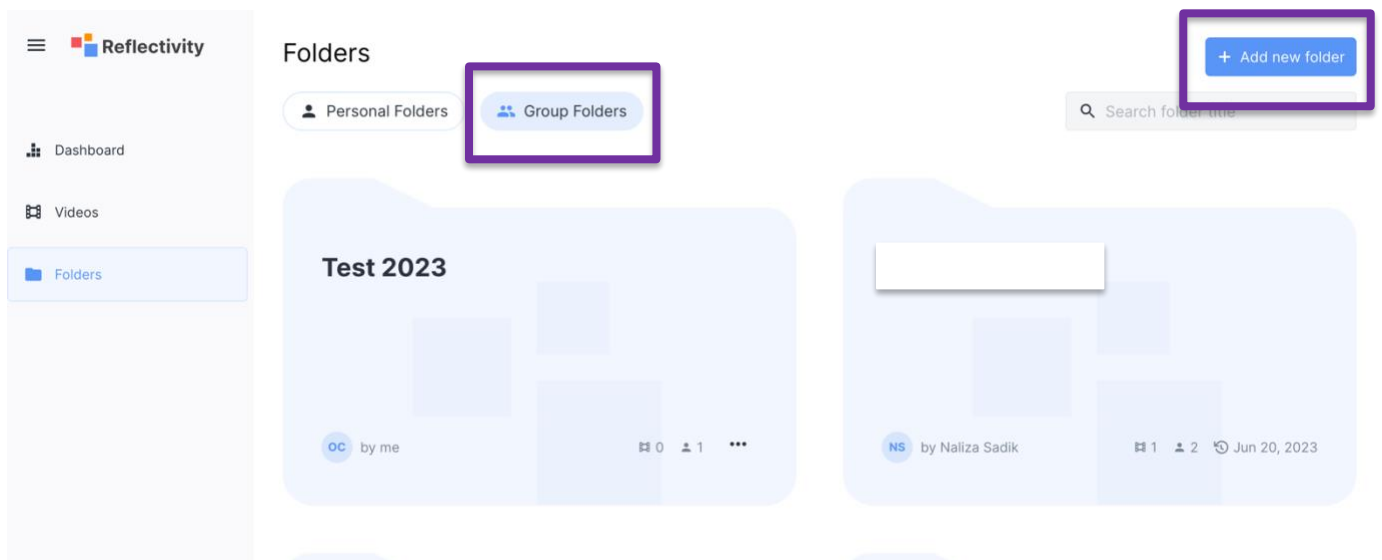 Reflectivity
Dashboard
Videos
Folders
Folders
+ Add new folder
Personal Folders
Group Folders
Search folder title
Test 2023
OC by me
0 1 •••
NS by Naliza Sadik
1 2 Jun 20, 2023